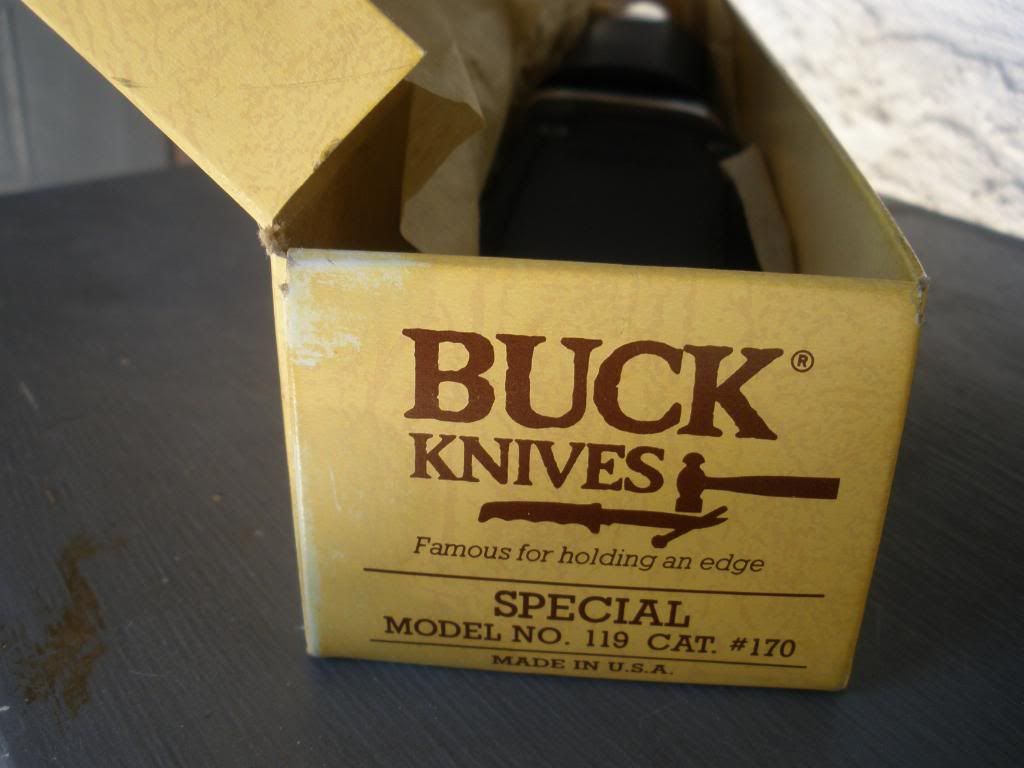 BUCK®
KNIVES
Famous for holding an edge
SPECIAL
MODEL NO. 119 CAT. #170
MADE IN U.S.A.